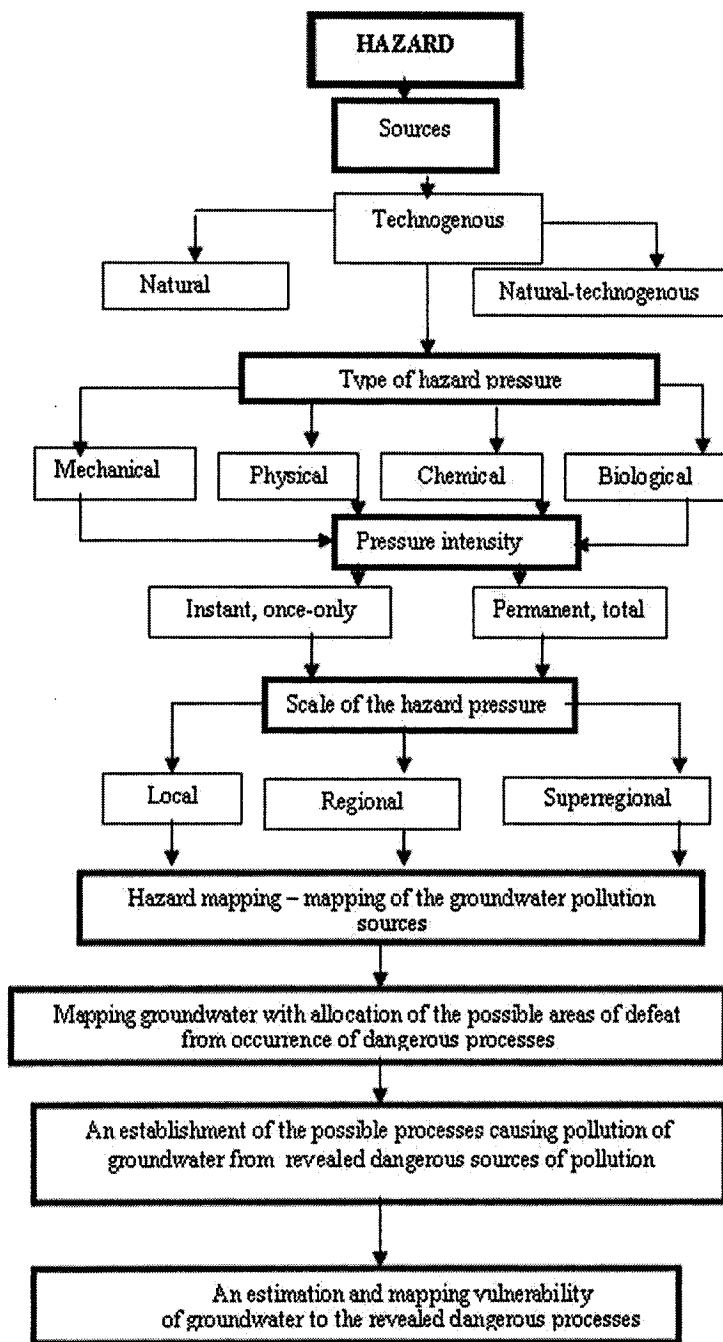 HAZARD
Sources
Technogenous
Natural
Natural-technogenous
Type of hazard pressure
Mechanical
Physical
Chemical
Biological
Pressure intensity
Instant, once-only
Permanent, total
Scale of the hazard pressure
Local
Regional
Superregional
Hazard mapping – mapping of the groundwater pollution
sources
Mapping groundwater with allocation of the possible areas of defeat
from occurrence of dangerous processes
An establishment of the possible processes causing pollution of
groundwater from revealed dangerous sources of pollution
An estimation and mapping vulnerability
of groundwater to the revealed dangerous processes